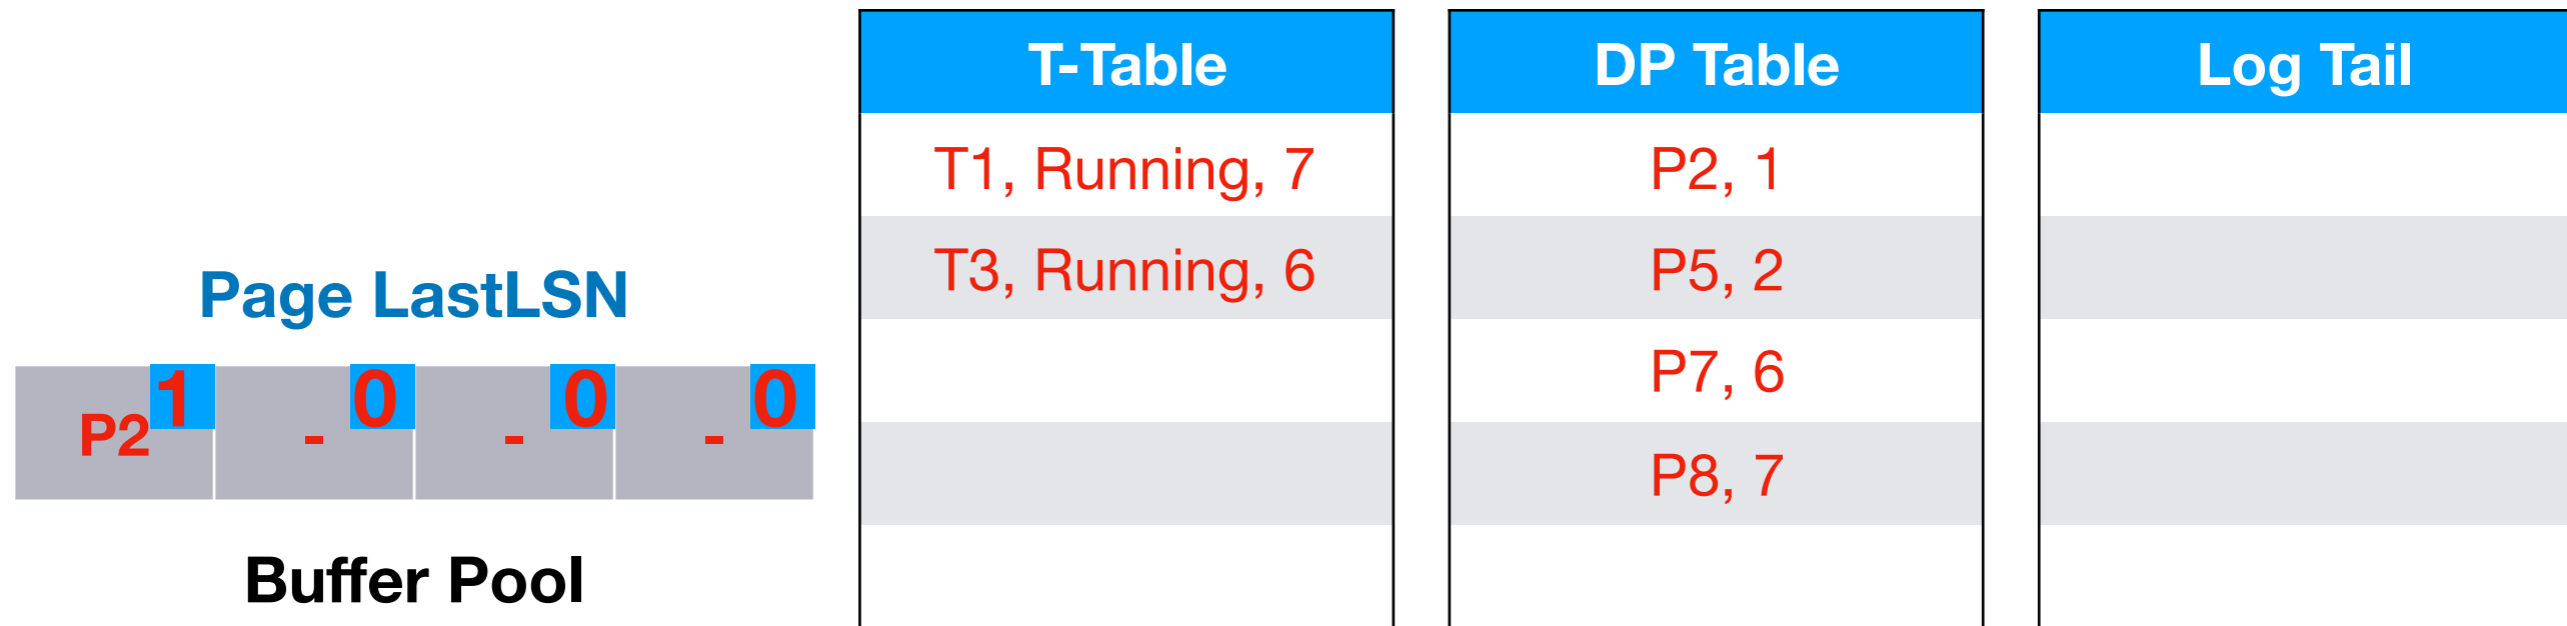 T-Table
T1, Running, 7
T3, Running, 6
DP Table
P2, 1
P5, 2
P7, 6
P8, 7
Log Tail
Page LastLSN
P2 1 - 0 - 0 - 0
Buffer Pool